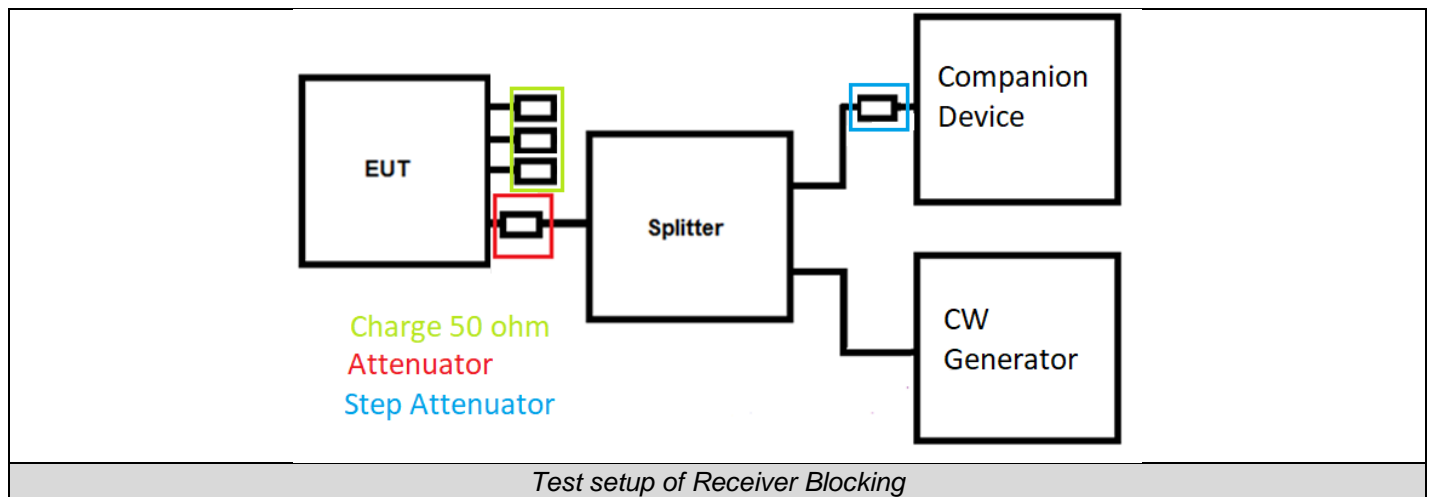 Companion
Device
EUT
Splitter
CW
Generator
Charge 50 ohm
Attenuator
Step Attenuator
Test setup of Receiver Blocking